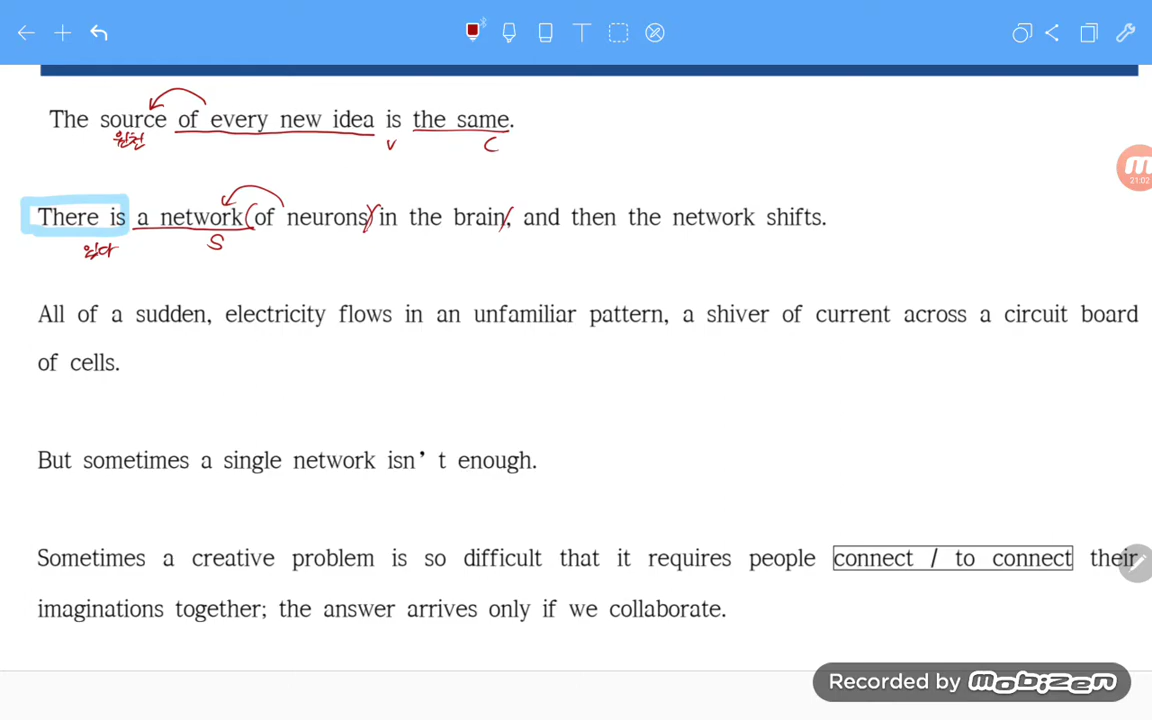 The source of every new idea is the same.
원천 V C
There is a network (of neurons) in the brain/, and then the network shifts.
있다 S
All of a sudden, electricity flows in an unfamiliar pattern, a shiver of current across a circuit board
of cells.
But sometimes a single network isn’ t enough.
Sometimes a creative problem is so difficult that it requires people connect / to connect their
imaginations together; the answer arrives only if we collaborate.
21:02
Recorded by mobizen